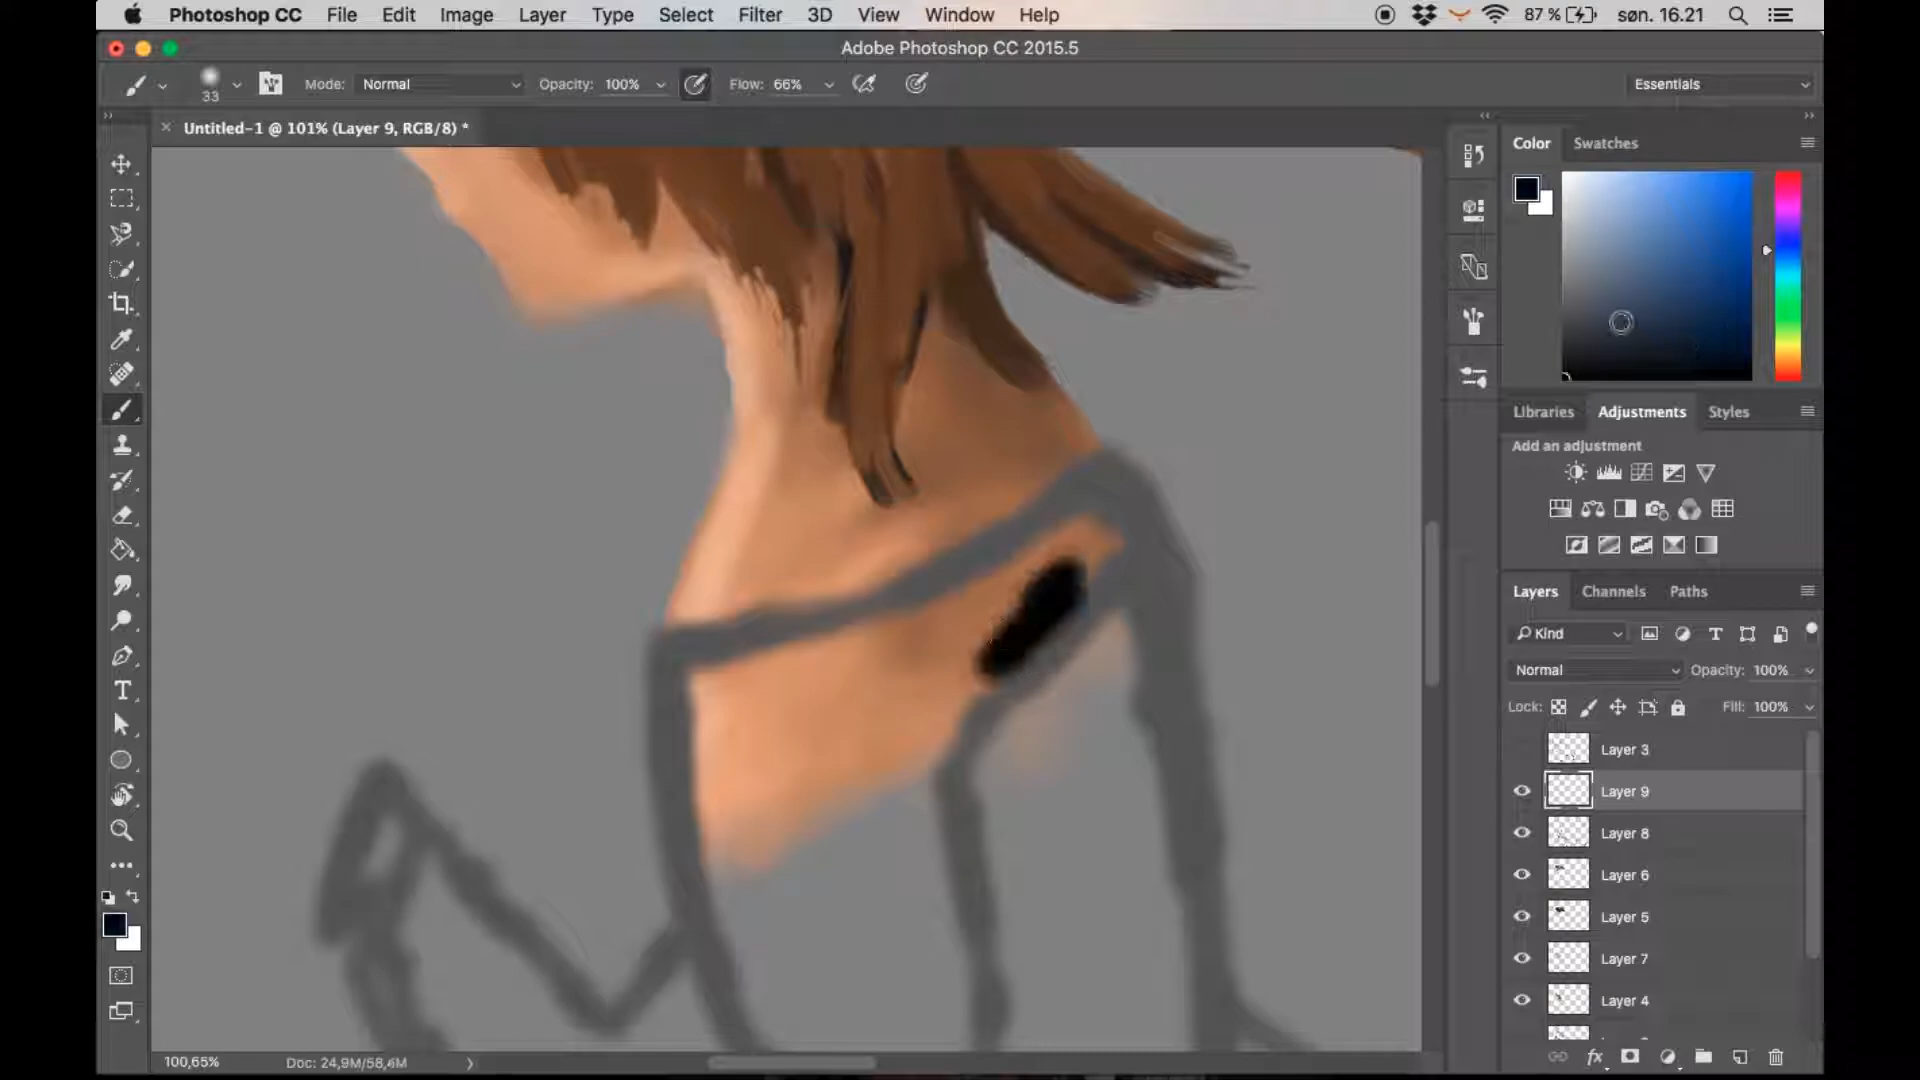 Photoshop CC File Edit Image Layer Type Select Filter 3D View Window Help 87 % søn. 16.21
Adobe Photoshop CC 2015.5
33 Mode: Normal Opacity: 100% Flow: 66% Essentials
Untitled-1 @ 101% (Layer 9, RGB/8) *
Color Swatches
Libraries Adjustments Styles
Add an adjustment
Layers Channels Paths
Kind
Normal Opacity: 100%
Lock: Fill: 100%
Layer 3
Layer 9
Layer 8
Layer 6
Layer 5
Layer 7
Layer 4
100,65% Doc: 24,9M/58,4M